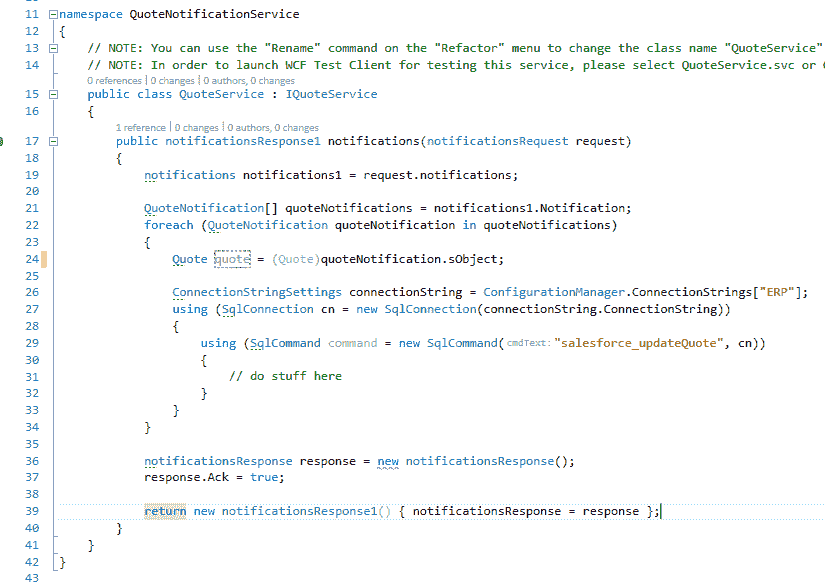 11 namespace QuoteNotificationService
12 {
13 // NOTE: You can use the "Rename" command on the "Refactor" menu to change the class name "QuoteService"
14 // NOTE: In order to launch WCF Test Client for testing this service, please select QuoteService.svc or
0 references | 0 changes | 0 authors, 0 changes
15 public class QuoteService : IQuoteService
16 {
1 reference | 0 changes | 0 authors, 0 changes
17 public notificationsResponse1 notifications(notificationsRequest request)
18 {
19 notifications notifications1 = request.notifications;
20
21 QuoteNotification[] quoteNotifications = notifications1.Notification;
22 foreach (QuoteNotification quoteNotification in quoteNotifications)
23 {
24 Quote quote = (Quote)quoteNotification.sObject;
25
26 ConnectionStringSettings connectionString = ConfigurationManager.ConnectionStrings["ERP"];
27 using (SqlConnection cn = new SqlConnection(connectionString.ConnectionString))
28 {
29 using (SqlCommand command = new SqlCommand(cmdText: "salesforce_updateQuote", cn))
30 {
31 // do stuff here
32 }
33 }
34 }
35
36 notificationsResponse response = new notificationsResponse();
37 response.Ack = true;
38
39 return new notificationsResponse1() { notificationsResponse = response };
40 }
41 }
42 }
43